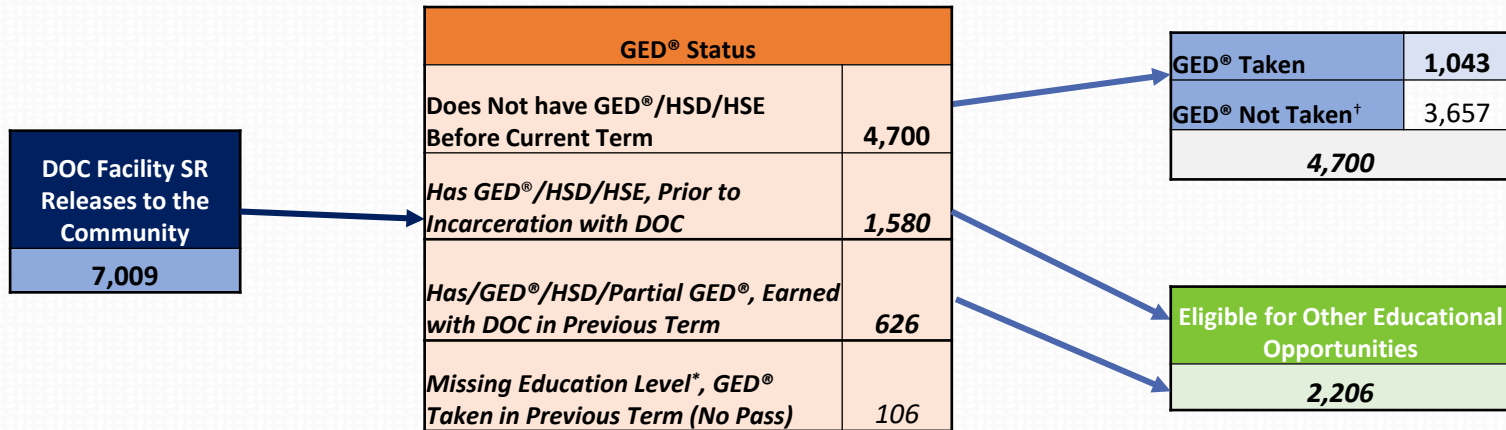 DOC Facility SR
Releases to the
Community
7,009
GED® Status
Does Not have GED®/HSD/HSE
Before Current Term
4,700
Has GED®/HSD/HSE, Prior to
Incarceration with DOC
1,580
Has/GED®/HSD/Partial GED®, Earned
with DOC in Previous Term
626
Missing Education Level*, GED®
Taken in Previous Term (No Pass)
106
GED® Taken 1,043
GED® Not Taken† 3,657
4,700
Eligible for Other Educational
Opportunities
2,206